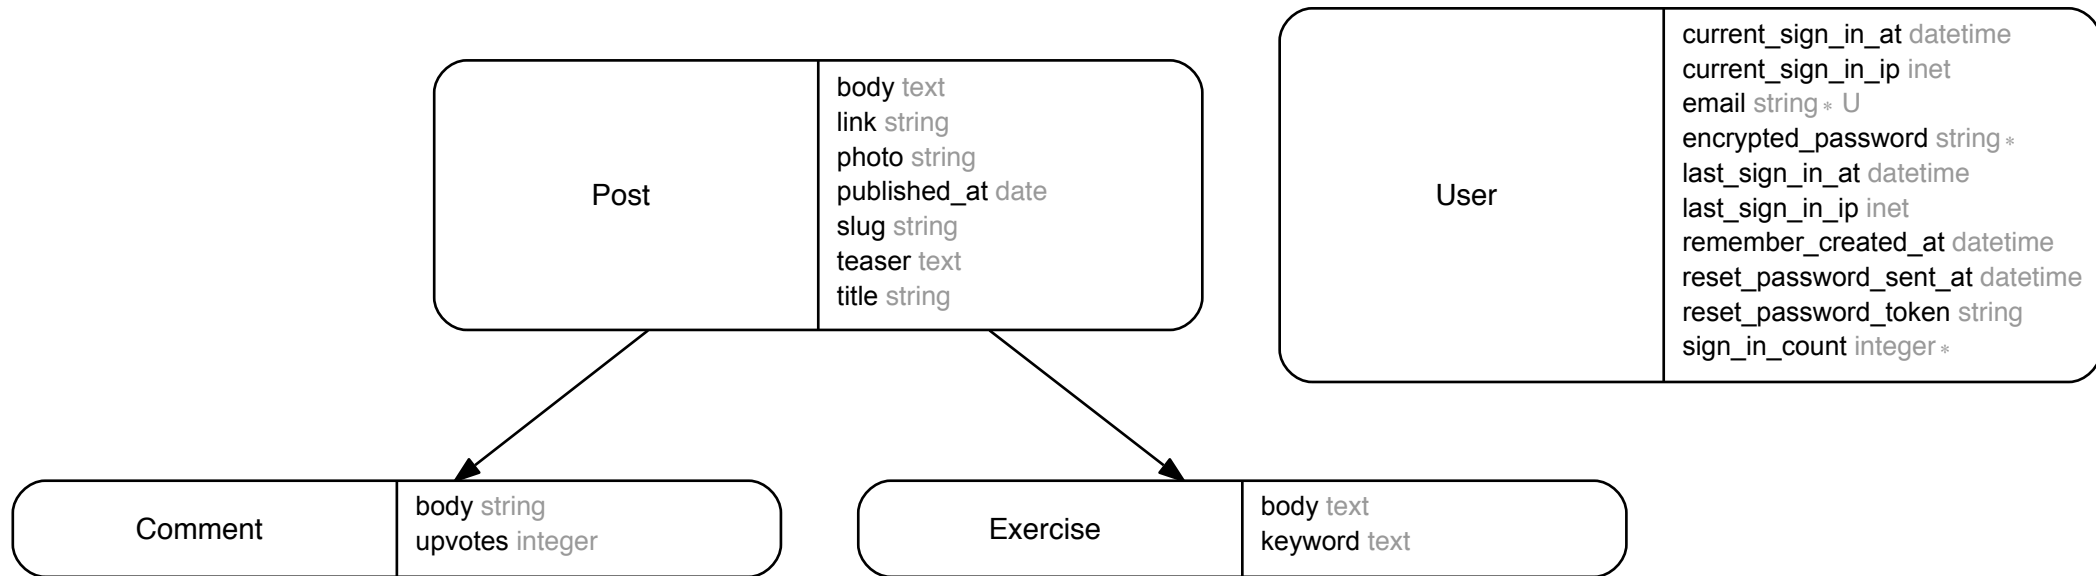 Post
body text
link string
photo string
published_at date
slug string
teaser text
title string
User
current_sign_in_at datetime
current_sign_in_ip inet
email string * U
encrypted_password string *
last_sign_in_at datetime
last_sign_in_ip inet
remember_created_at datetime
reset_password_sent_at datetime
reset_password_token string
sign_in_count integer *
Comment
body string
upvotes integer
Exercise
body text
keyword text